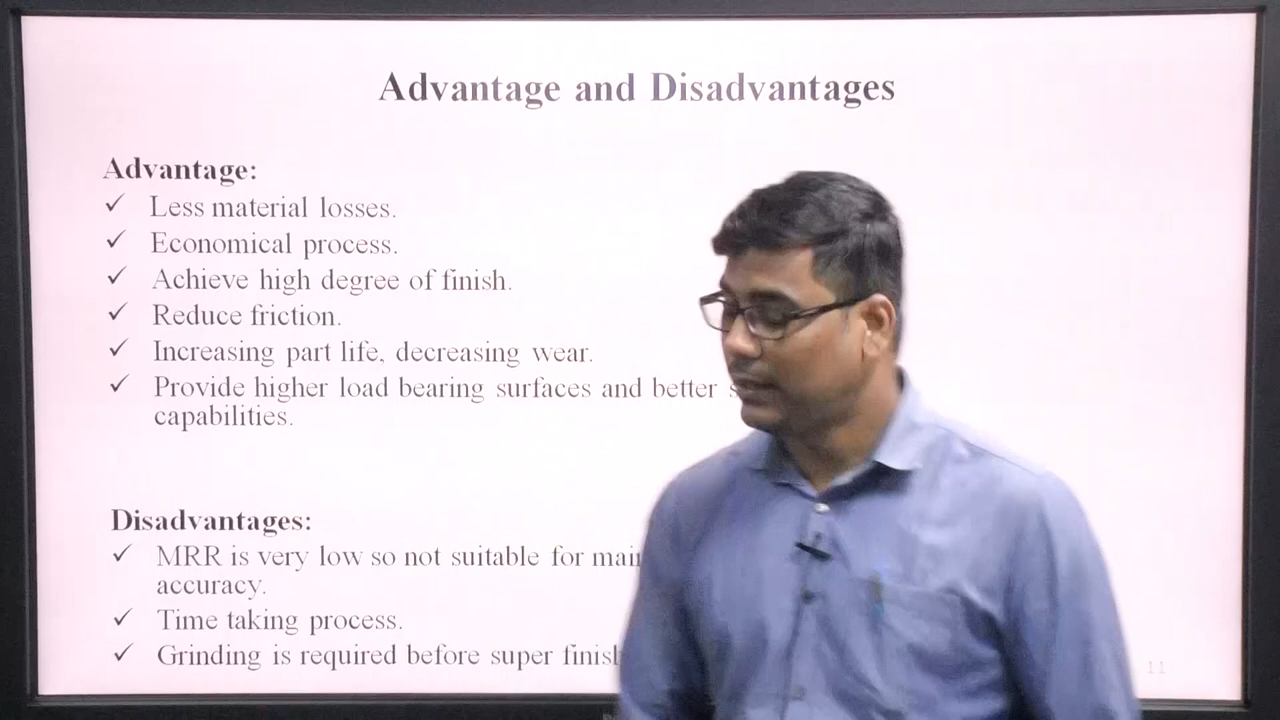 Advantage and Disadvantages
Advantage:
✓ Less material losses.
✓ Economical process.
✓ Achieve high degree of finish.
✓ Reduce friction.
✓ Increasing part life, decreasing wear.
✓ Provide higher load bearing surfaces and better
capabilities.
Disadvantages:
✓ MRR is very low so not suitable for
accuracy.
✓ Time taking process.
✓ Grinding is required before super
11